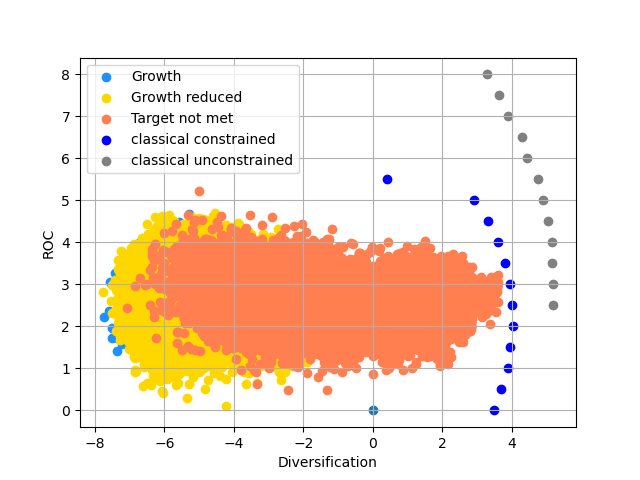 Growth
Growth reduced
Target not met
classical constrained
classical unconstrained
ROC
8
7
6
5
4
3
2
1
0
−8 −6 −4 −2 0 2 4
Diversification